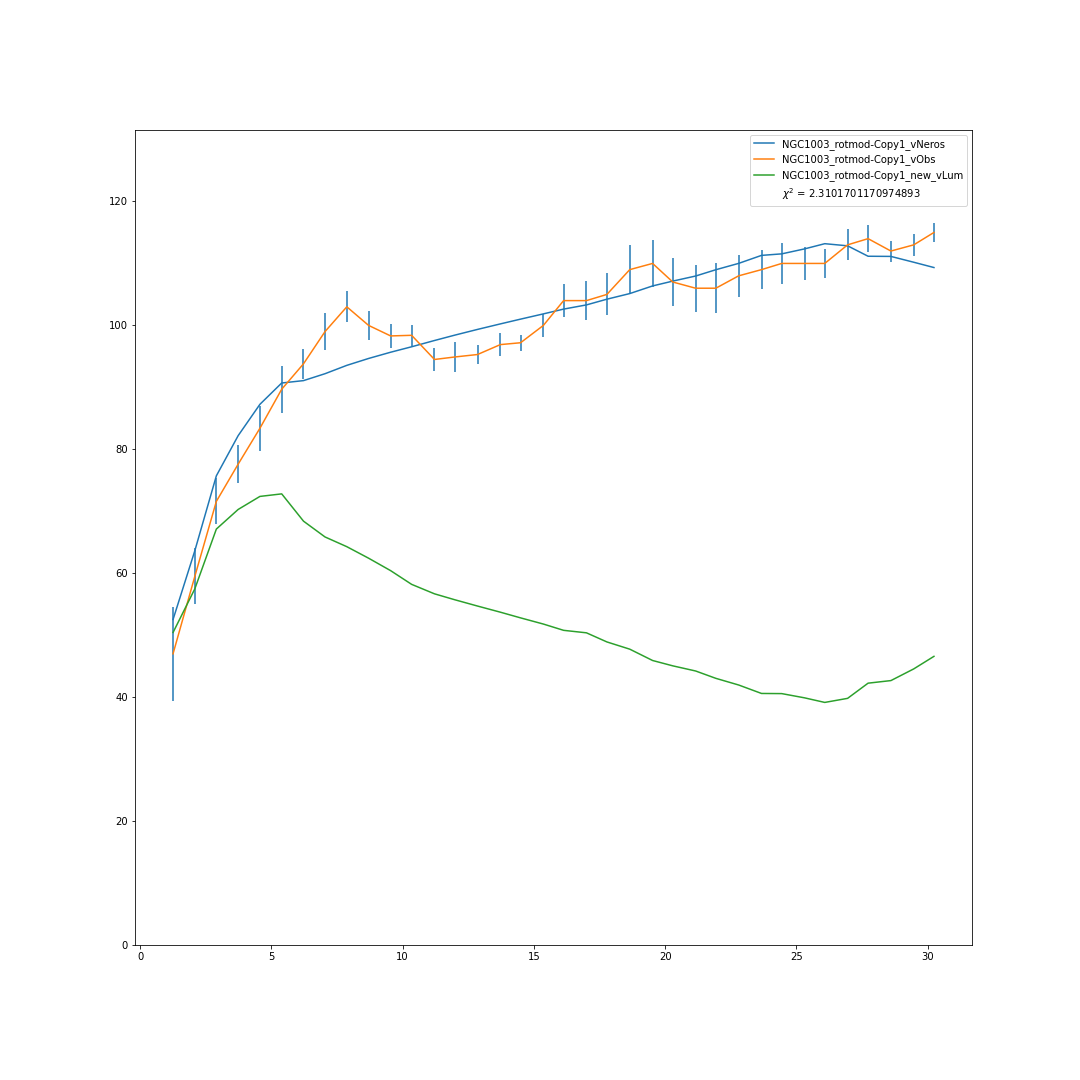 NGC1003_rotmod-Copy1_vNeros
NGC1003_rotmod-Copy1_vObs
NGC1003_rotmod-Copy1_new_vLum
χ² = 2.3101701170974893
120
100
80
60
40
20
0
0 5 10 15 20 25 30